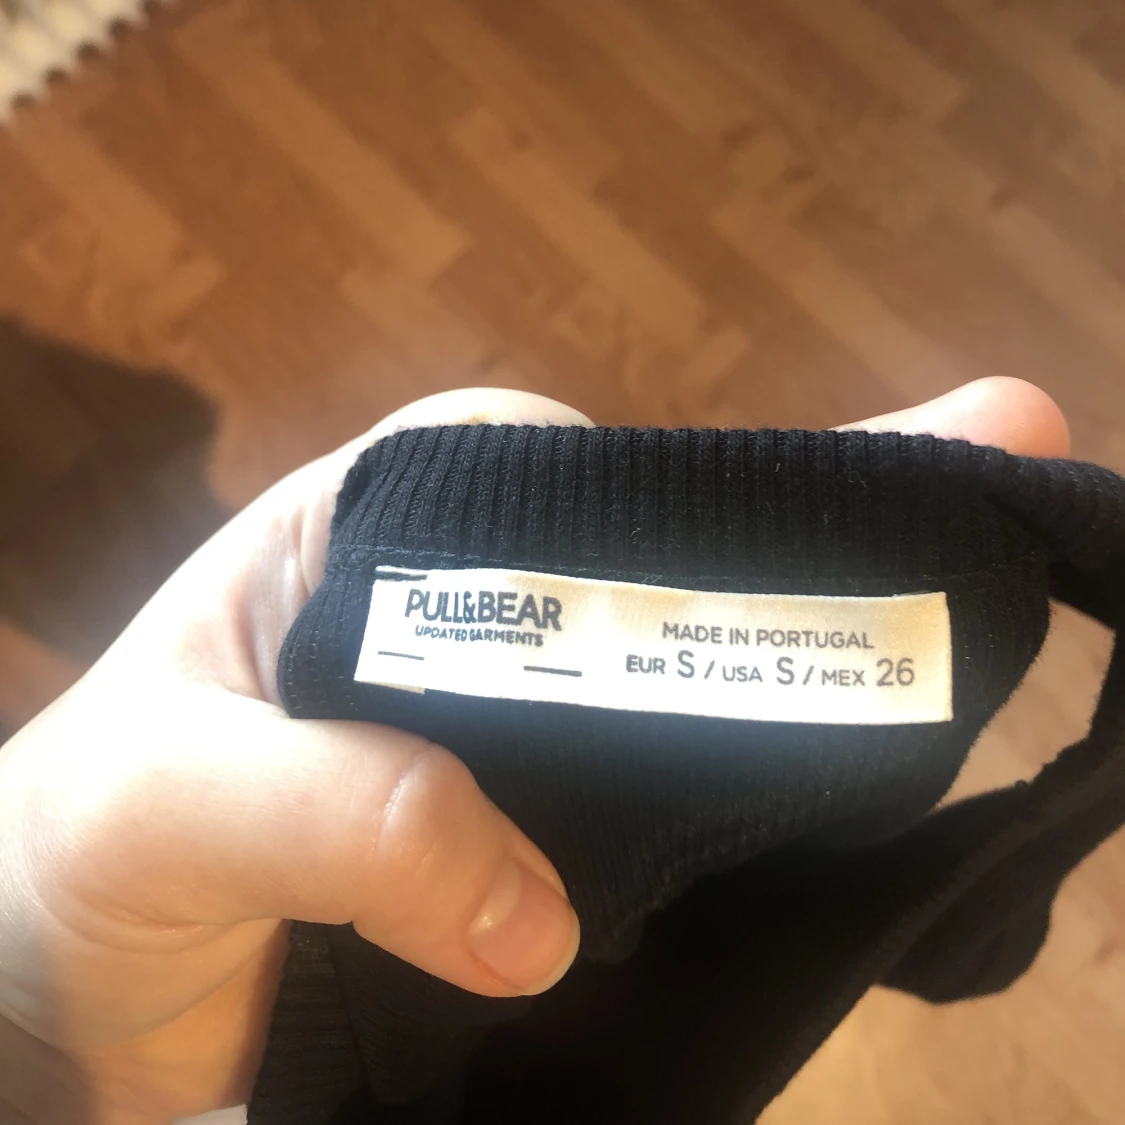 PULL&BEAR
UPDATED GARMENTS
MADE IN PORTUGAL
EUR S / USA S / MEX 26